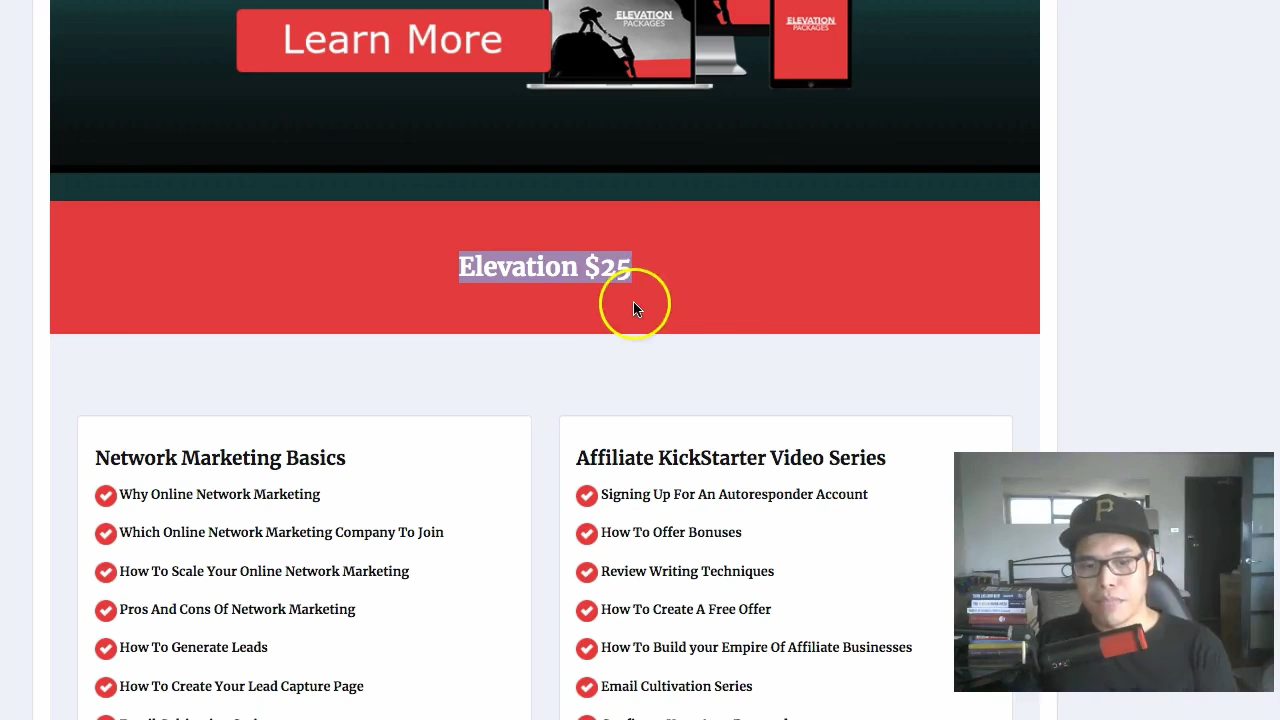 ELEVATION
PACKAGES
ELEVATION
PACKAGES
Learn More
Elevation $25
Network Marketing Basics
Why Online Network Marketing
Which Online Network Marketing Company To Join
How To Scale Your Online Network Marketing
Pros And Cons Of Network Marketing
How To Generate Leads
How To Create Your Lead Capture Page
Affiliate KickStarter Video Series
Signing Up For An Autoresponder Account
How To Offer Bonuses
Review Writing Techniques
How To Create A Free Offer
How To Build your Empire Of Affiliate Businesses
Email Cultivation Series
P